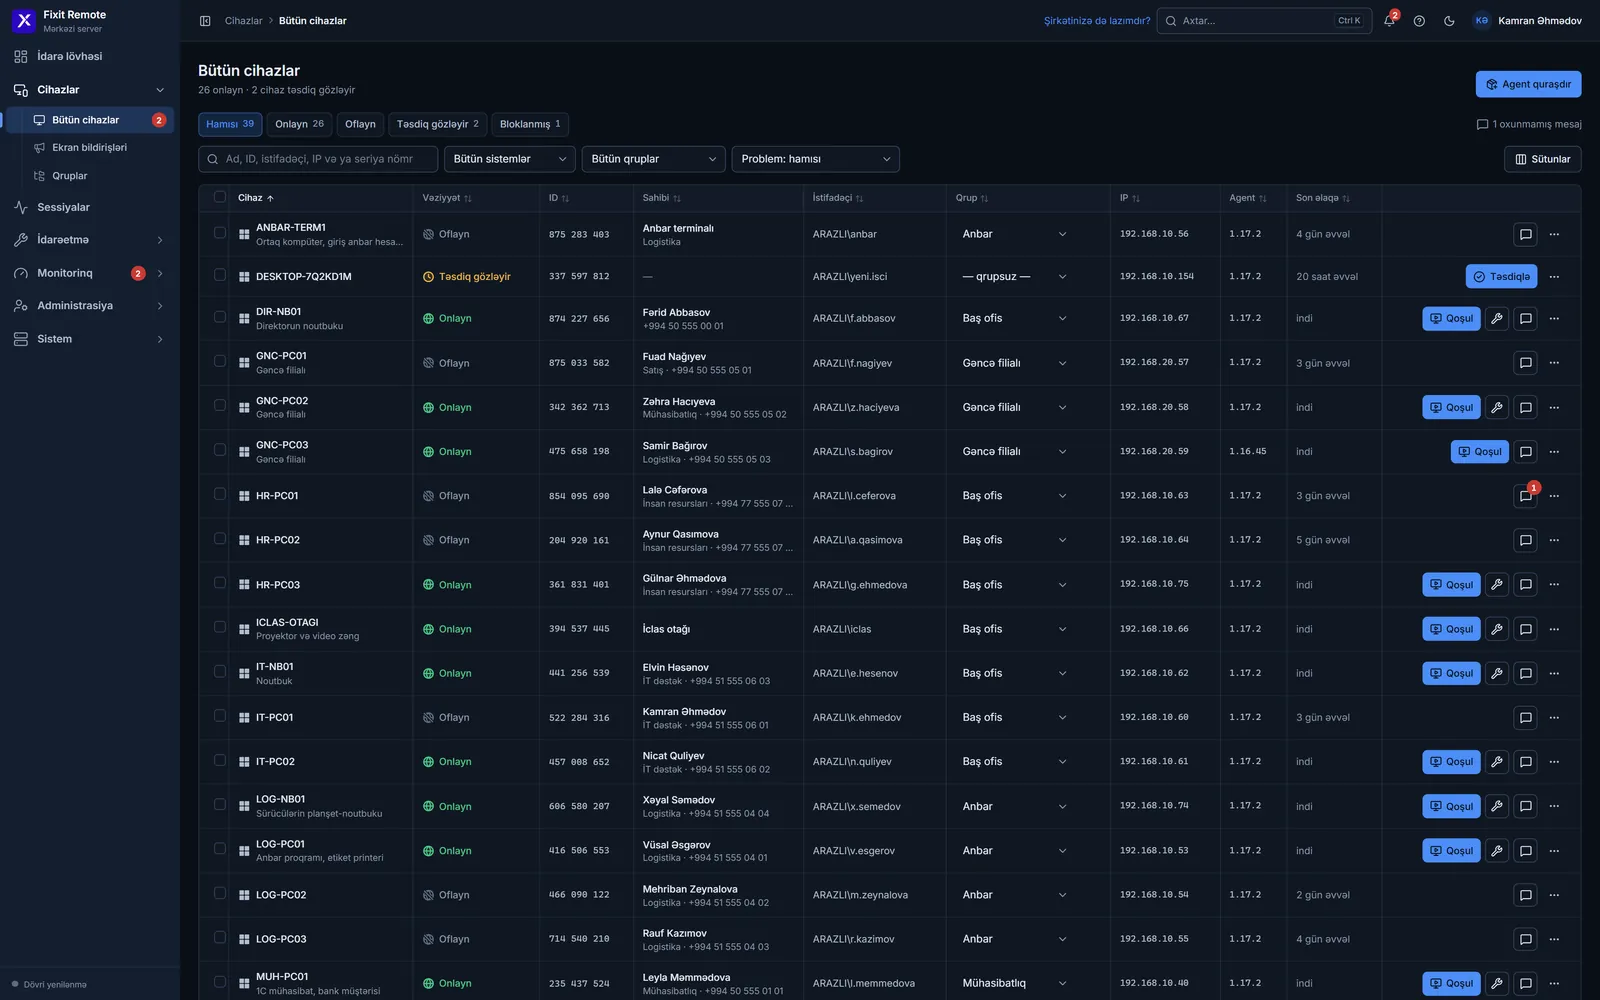 Fixit Remote
Mərkəzi server
İdarə lövhəsi
Cihazlar
Bütün cihazlar 2
Ekran bildirişləri
Qruplar
Sessiyalar
İdarəetmə
Monitorinq 2
Administrasiya
Sistem
Dövri yenilənmə
Cihazlar > Bütün cihazlar
Şirkətinizə də lazımdır?
Axtar... Ctrl K
2
KƏ Kamran Əhmədov
Bütün cihazlar
26 onlayn · 2 cihaz təsdiq gözləyir
Agent quraşdır
Hamısı 39 Onlayn 26 Oflayn Təsdiq gözləyir 2 Bloklanmış 1
1 oxunmamış mesaj
Ad, ID, istifadəçi, IP və ya seriya nömr
Bütün sistemlər Bütün qruplar Problem: hamısı
Sütunlar
Cihaz Vəziyyət ID Sahibi İstifadəçi Qrup IP Agent Son əlaqə
ANBAR-TERM1 Oflayn 875 283 403 Anbar terminalı ARAZLI\anbar Anbar 192.168.10.56 1.17.2 4 gün əvvəl
Ortaq kompüter, giriş anbar hesa... Logistika
DESKTOP-7Q2KD1M Təsdiq gözləyir 337 597 812 — ARAZLI\yeni.isci — qrupsuz — 192.168.10.154 1.17.2 20 saat əvvəl Təsdiqlə
DIR-NB01 Onlayn 874 227 656 Fərid Abbasov ARAZLI\f.abbasov Baş ofis 192.168.10.67 1.17.2 indi Qoşul
Direktorun noutbuku +994 50 555 00 01
GNC-PC01 Oflayn 875 033 582 Fuad Nağıyev ARAZLI\f.nagiyev Gəncə filialı 192.168.20.57 1.17.2 3 gün əvvəl
Gəncə filialı Satış · +994 50 555 05 01
GNC-PC02 Onlayn 342 362 713 Zəhra Hacıyeva ARAZLI\z.haciyeva Gəncə filialı 192.168.20.58 1.17.2 indi Qoşul
Gəncə filialı Mühasibatlıq · +994 50 555 05 02
GNC-PC03 Onlayn 475 658 198 Samir Bağırov ARAZLI\s.bagirov Gəncə filialı 192.168.20.59 1.16.45 indi Qoşul
Gəncə filialı Logistika · +994 50 555 05 03
HR-PC01 Oflayn 854 095 690 Lalə Cəfərova ARAZLI\l.ceferova Baş ofis 192.168.10.63 1.17.2 3 gün əvvəl 1
İnsan resursları · +994 77 555 07 ...
HR-PC02 Oflayn 204 920 161 Aynur Qasımova ARAZLI\a.qasimova Baş ofis 192.168.10.64 1.17.2 5 gün əvvəl
İnsan resursları · +994 77 555 07 ...
HR-PC03 Onlayn 361 831 401 Gülnar Əhmədova ARAZLI\g.ehmedova Baş ofis 192.168.10.75 1.17.2 indi Qoşul
İnsan resursları · +994 77 555 07 ...
ICLAS-OTAGI Onlayn 394 537 445 İclas otağı ARAZLI\iclas Baş ofis 192.168.10.66 1.17.2 indi Qoşul
Proyektor və video zəng
IT-NB01 Onlayn 441 256 539 Elvin Həsənov ARAZLI\e.hesenov Baş ofis 192.168.10.62 1.17.2 indi Qoşul
Noutbuk İT dəstək · +994 51 555 06 03
IT-PC01 Oflayn 522 284 316 Kamran Əhmədov ARAZLI\k.ehmedov Baş ofis 192.168.10.60 1.17.2 3 gün əvvəl
İT dəstək · +994 51 555 06 01
IT-PC02 Onlayn 457 008 652 Nicat Quliyev ARAZLI\n.quliyev Baş ofis 192.168.10.61 1.17.2 indi Qoşul
İT dəstək · +994 51 555 06 02
LOG-NB01 Onlayn 606 580 207 Xəyal Səmədov ARAZLI\x.semedov Anbar 192.168.10.74 1.17.2 indi Qoşul
Sürücülərin planşet-noutbuku Logistika · +994 51 555 04 04
LOG-PC01 Onlayn 416 506 553 Vüsal Əsgərov ARAZLI\v.esgerov Anbar 192.168.10.53 1.17.2 indi Qoşul
Anbar proqramı, etiket printeri Logistika · +994 51 555 04 01
LOG-PC02 Oflayn 466 090 122 Mehriban Zeynalova ARAZLI\m.zeynalova Anbar 192.168.10.54 1.17.2 2 gün əvvəl
Logistika · +994 51 555 04 02
LOG-PC03 Oflayn 714 540 210 Rauf Kazımov ARAZLI\r.kazimov Anbar 192.168.10.55 1.17.2 4 gün əvvəl
Logistika · +994 51 555 04 03
MUH-PC01 Onlayn 235 437 524 Leyla Məmmədova ARAZLI\l.memmedova Mühasibatlıq 192.168.10.40 1.17.2 indi Qoşul
1C mühasibat, bank müştərisi Mühasibatlıq · +994 50 555 01 01